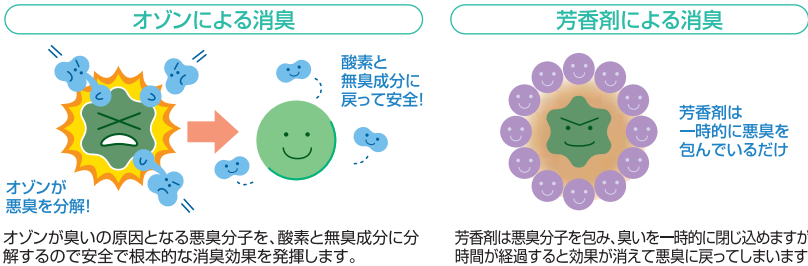 オゾンによる消臭
オゾンが
悪臭を分解!
酸素と
無臭成分に
戻って安全!
オゾンが臭いの原因となる悪臭分子を、酸素と無臭成分に分
解するので安全で根本的な消臭効果を発揮します。
芳香剤による消臭
芳香剤は
一時的に悪臭を
包んでいるだけ
芳香剤は悪臭分子を包み、臭いを一時的に閉じ込めますが
時間が経過すると効果が消えて悪臭に戻ってしまいます